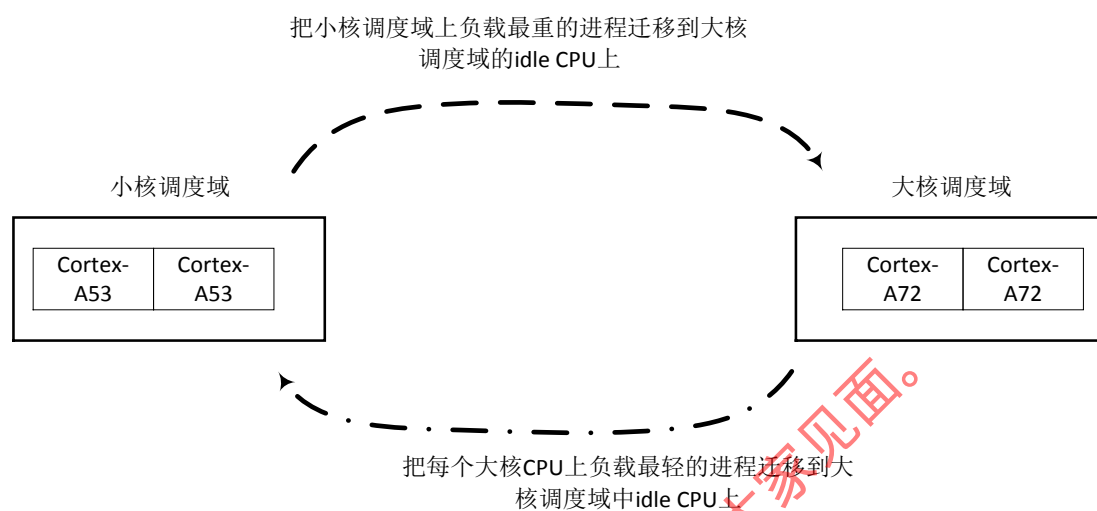 把小核调度域上负载最重的进程迁移到大核
调度域的idle CPU上
小核调度域
大核调度域
Cortex-
A53
Cortex-
A53
Cortex-
A72
Cortex-
A72
把每个大核CPU上负载最轻的进程迁移到大
核调度域中idle CPU上
家见面。